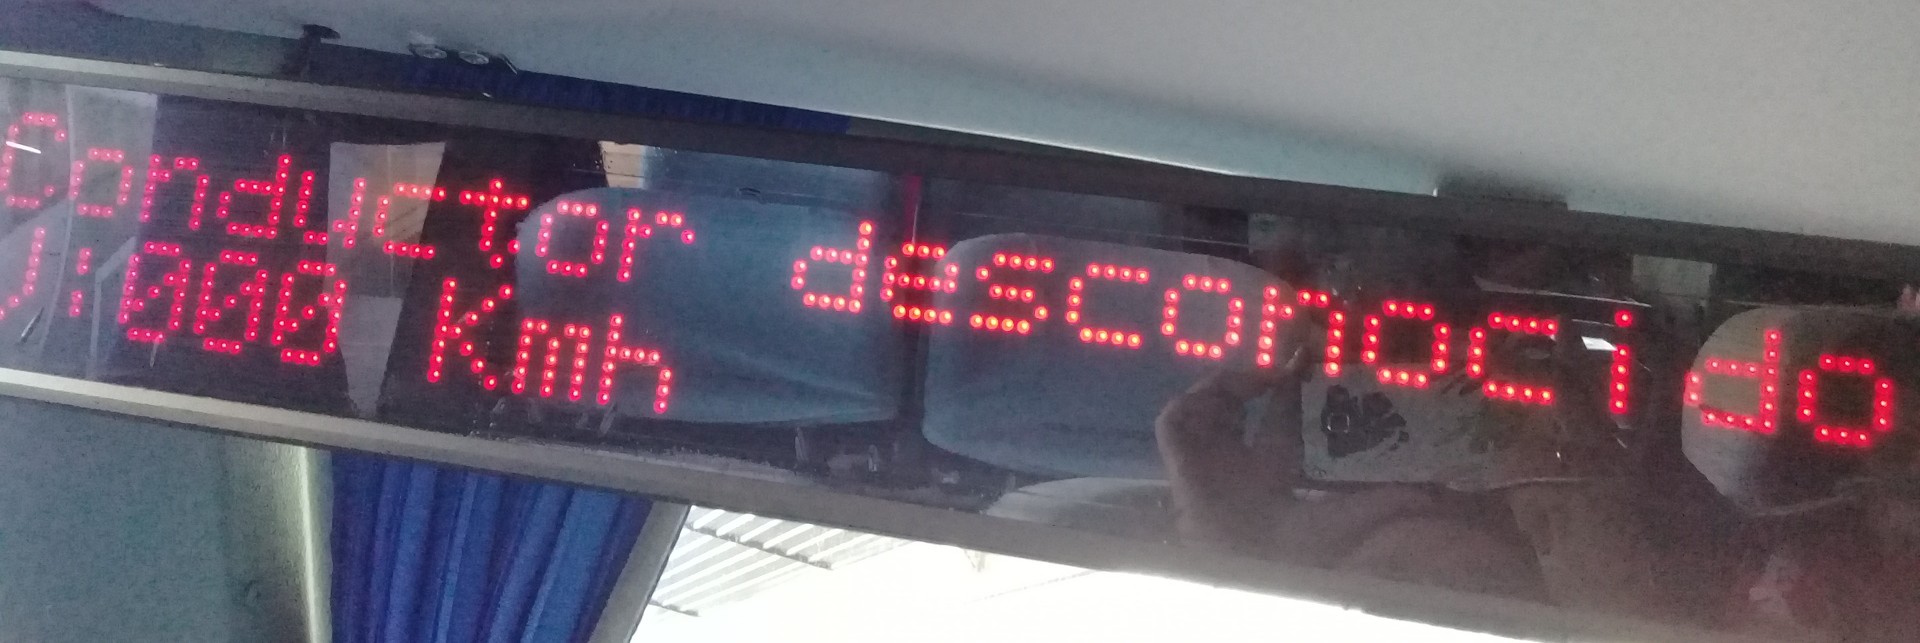 Conductor desconocido
V:000 Kmh